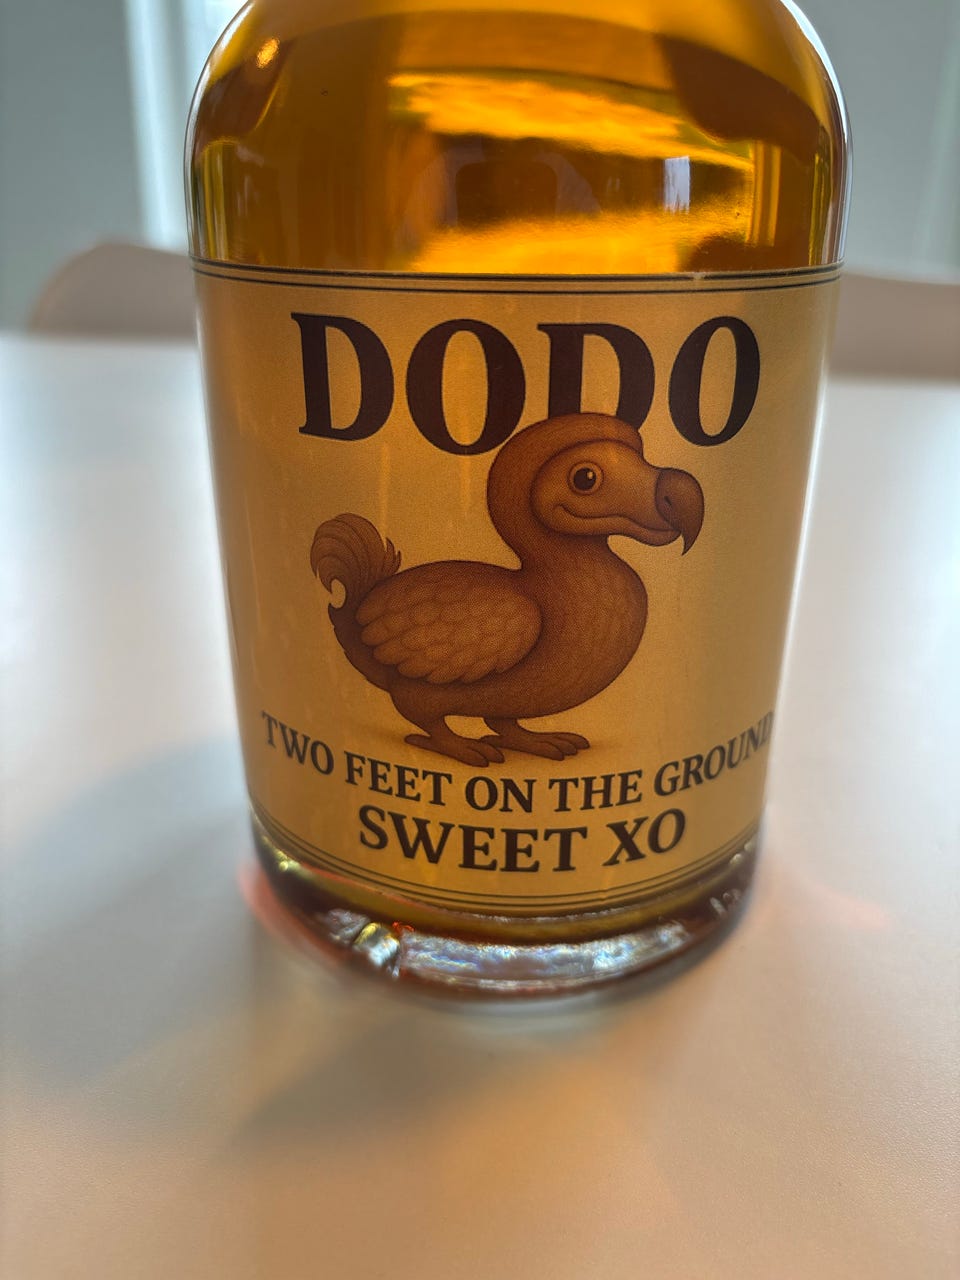 DODO
TWO FEET ON THE GROUND
SWEET XO